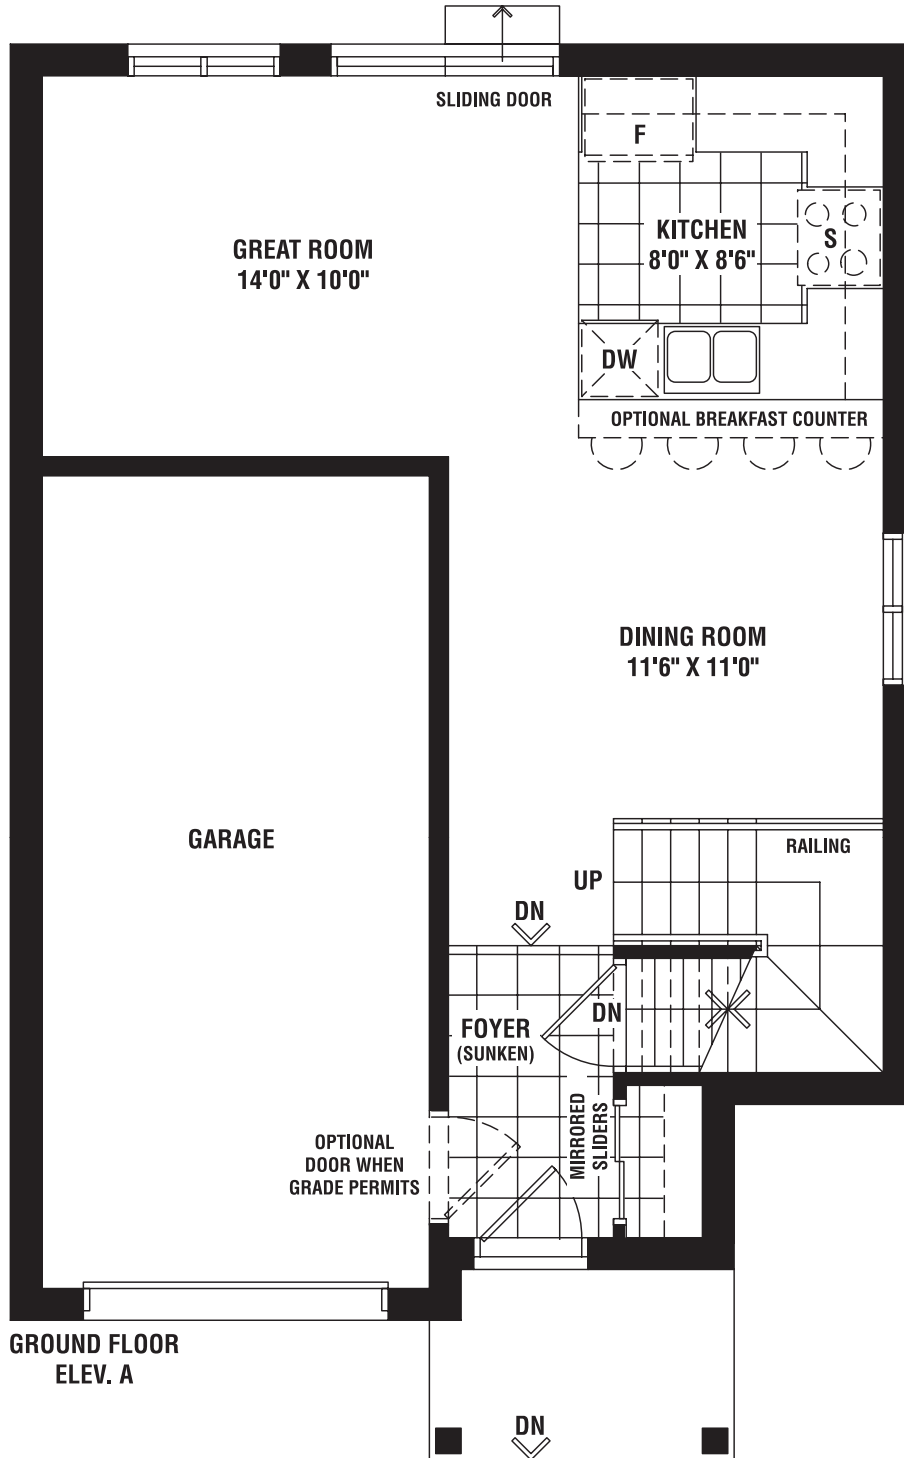 SLIDING DOOR
F
KITCHEN
8'0" X 8'6"
S
GREAT ROOM
14'0" X 10'0"
DW
OPTIONAL BREAKFAST COUNTER
DINING ROOM
11'6" X 11'0"
GARAGE
RAILING
UP
DN
DN
FOYER
(SUNKEN)
MIRRORED
SLIDERS
OPTIONAL
DOOR WHEN
GRADE PERMITS
GROUND FLOOR
ELEV. A
DN